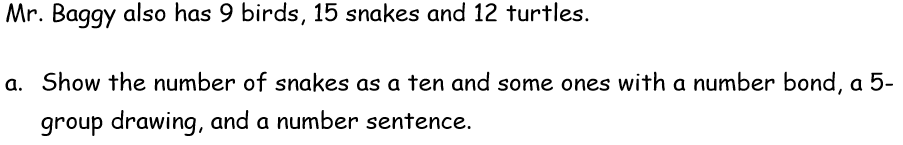 Mr. Baggy also has 9 birds, 15 snakes and 12 turtles.
a. Show the number of snakes as a ten and some ones with a number bond, a 5-
group drawing, and a number sentence.